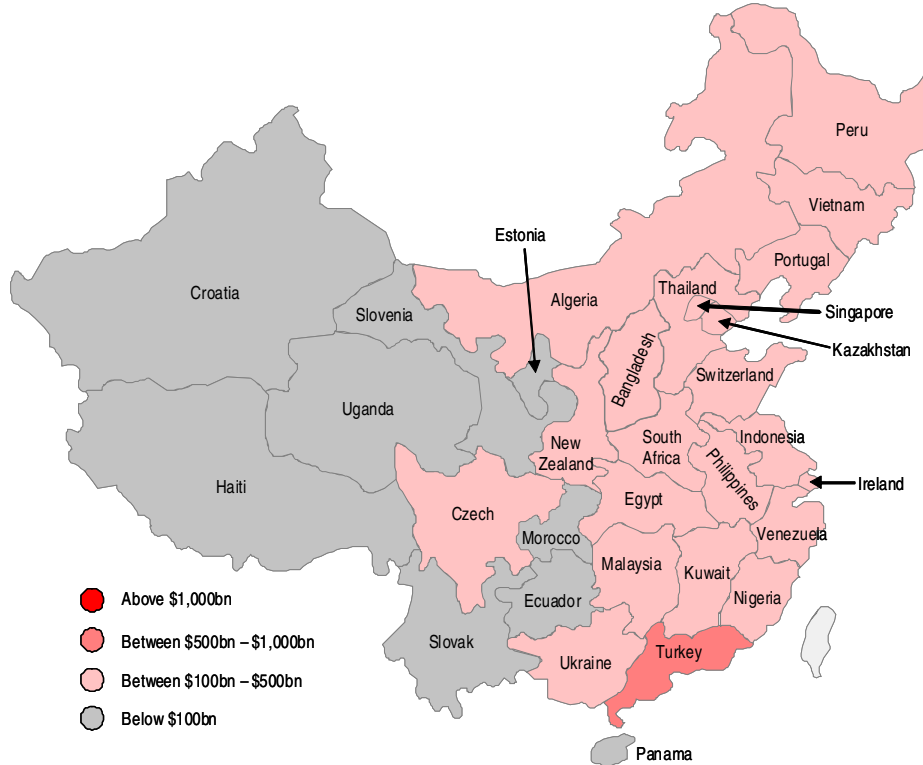 Peru
Vietnam
Estonia
Portugal
Croatia
Algeria
Thailand
Slovenia
Singapore
Kazakhstan
Bangladesh
Switzerland
Uganda
Indonesia
South
Africa
New
Zealand
Philippines
Haiti
Ireland
Egypt
Czech
Venezuela
Morocco
Malaysia
Kuwait
Above $1,000bn
Ecuador
Nigeria
Between $500bn – $1,000bn
Slovak
Turkey
Ukraine
Between $100bn – $500bn
Below $100bn
Panama